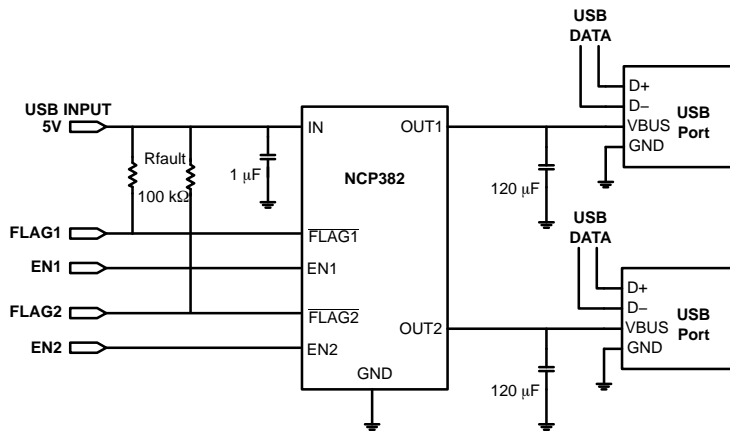 USB
DATA
D+
D–
VBUS
GND
USB
Port
USB INPUT
5V
IN
OUT1
Rfault
100 kΩ
1 μF
NCP382
120 μF
FLAG1
FLAG1
EN1
EN1
FLAG2
FLAG2
EN2
EN2
OUT2
GND
USB
DATA
D+
D–
VBUS
GND
USB
Port
120 μF